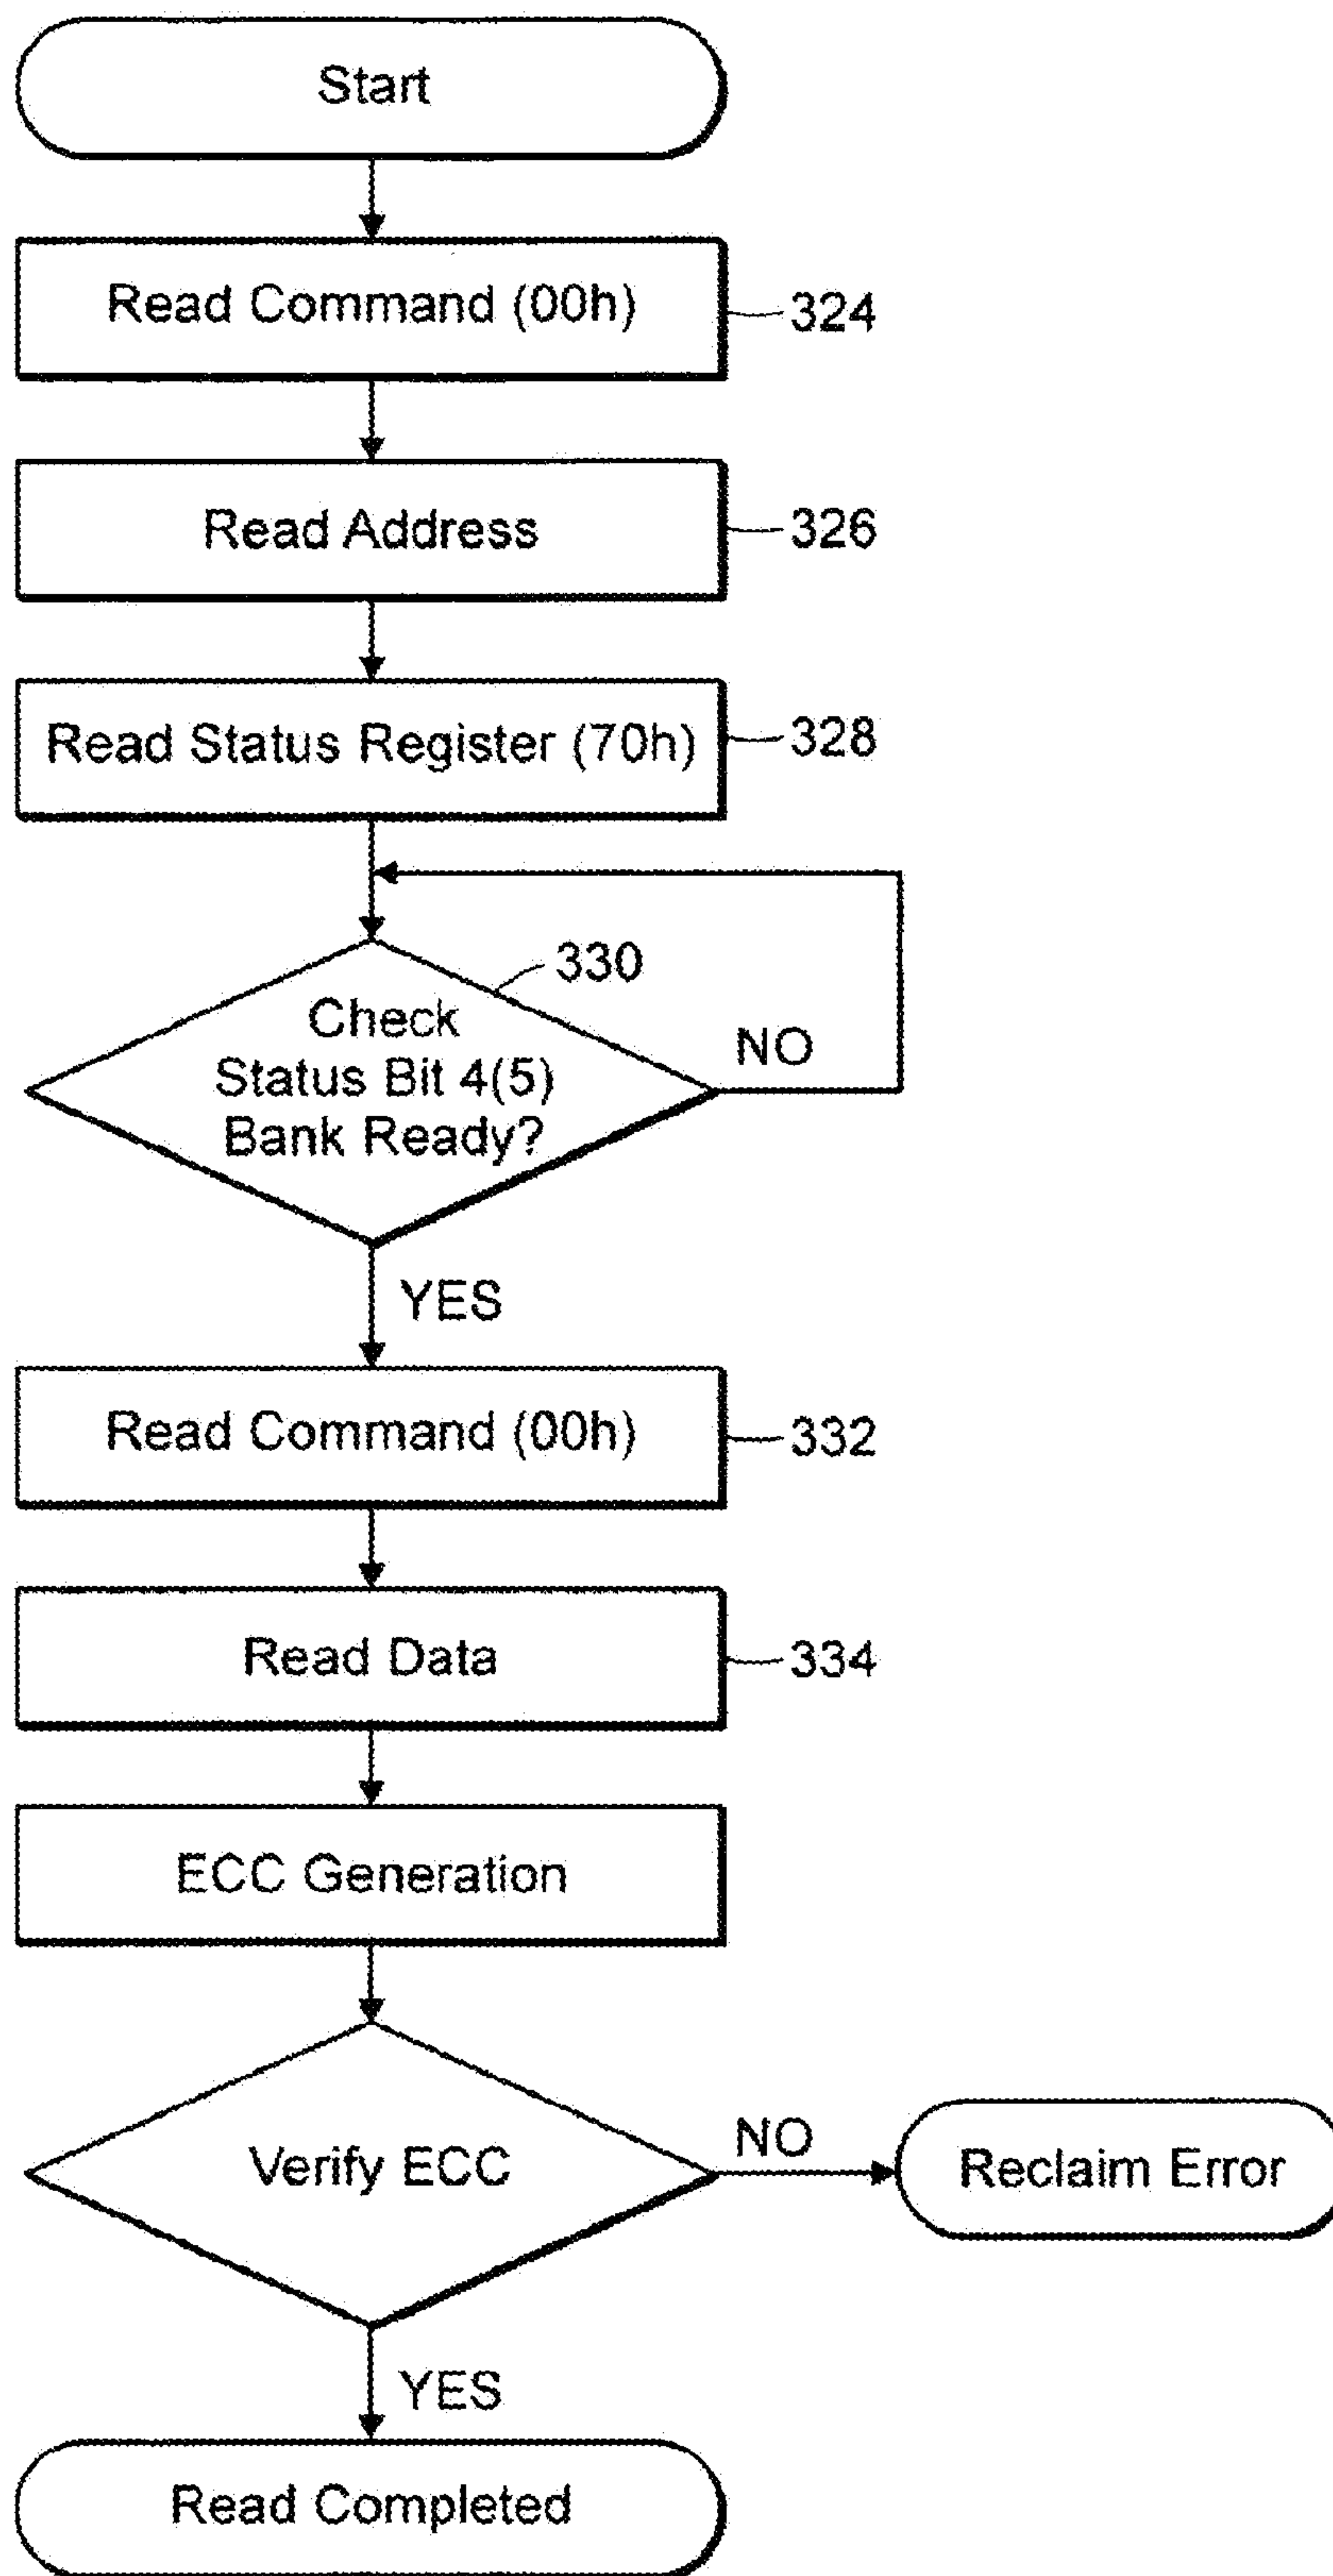 Start
Read Command (00h)
324
Read Address
326
Read Status Register (70h)
328
330
Check
Status Bit 4(5)
Bank Ready?
NO
YES
Read Command (00h)
332
Read Data
334
ECC Generation
Verify ECC
NO
Reclaim Error
YES
Read Completed